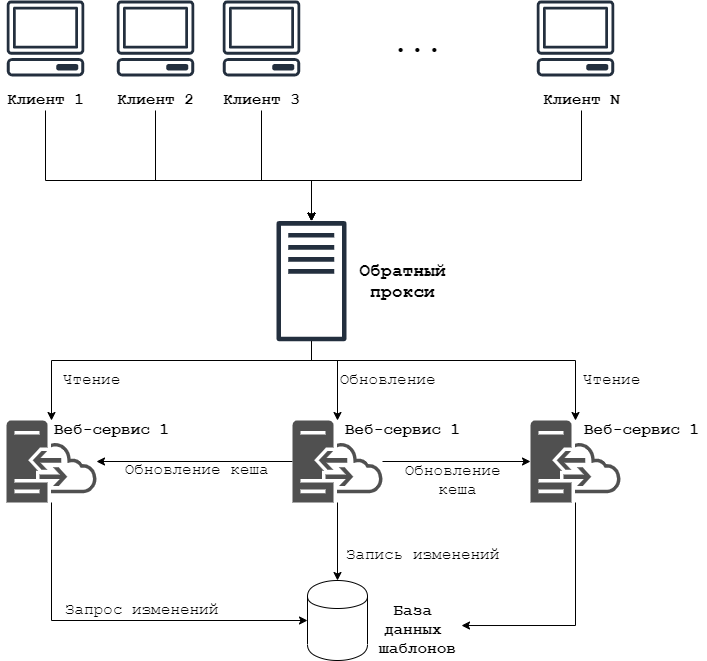 . . .
Клиент 1
Клиент 2
Клиент 3
Клиент N
Обратный
прокси
Чтение
Обновление
Чтение
Веб-сервис 1
Веб-сервис 1
Веб-сервис 1
Обновление кеша
Обновление
кеша
Запись изменений
Запрос изменений
База
данных
шаблонов